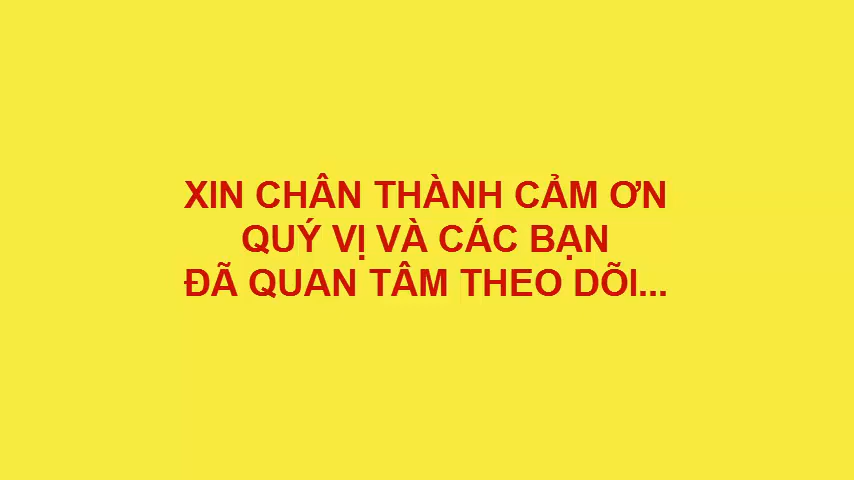 XIN CHÂN THÀNH CẢM ƠN
QUÝ VỊ VÀ CÁC BẠN
ĐÃ QUAN TÂM THEO DÕI...